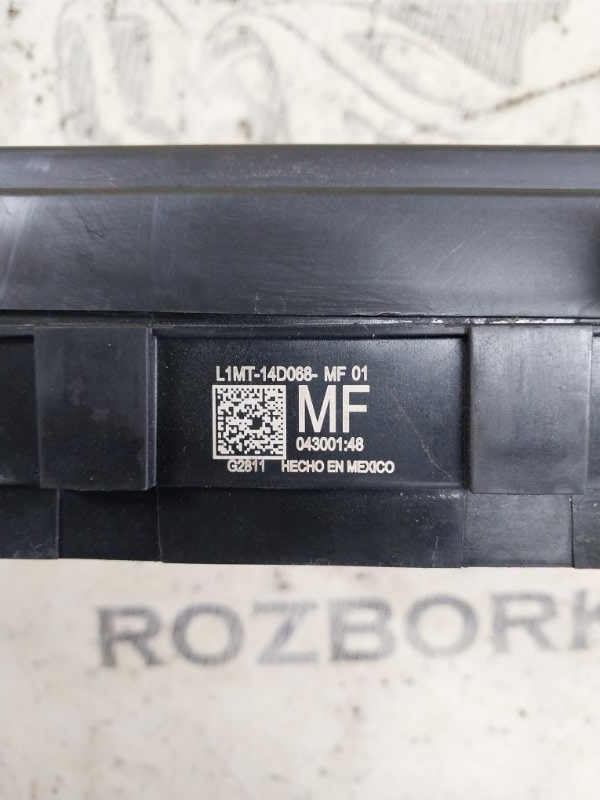 L1MT-14D068- MF 01
MF
043001:48
G2811 HECHO EN MEXICO
ROZBORK